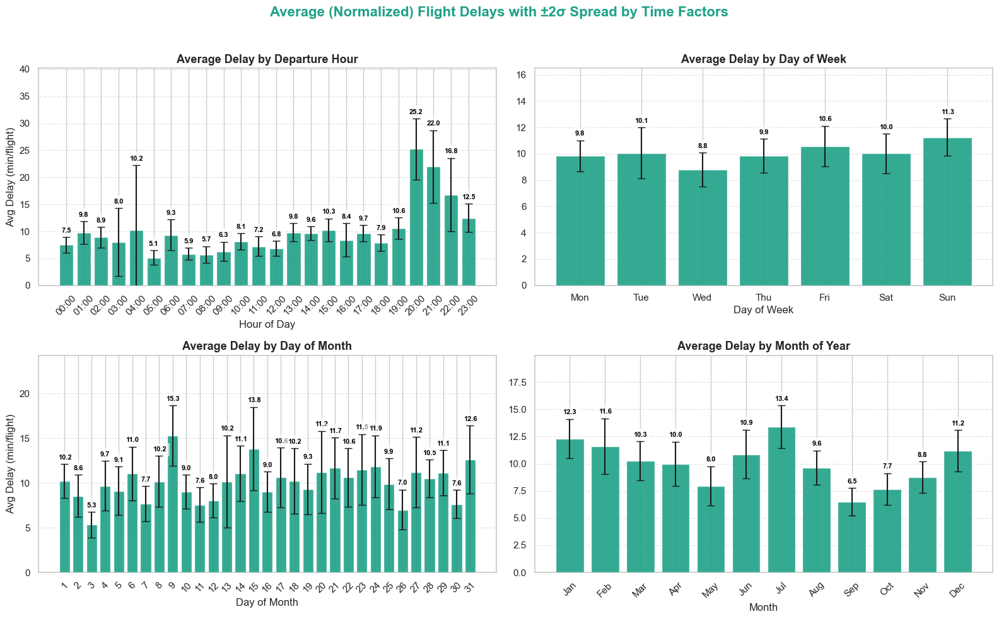 Average (Normalized) Flight Delays with ±2σ Spread by Time Factors
Average Delay by Departure Hour
Avg Delay (min/flight)
40
35
30
25
20
15
10
5
0
7.5 9.8 8.9 8.0 10.2 5.1 9.3 5.9 5.7 6.3 8.1 7.2 6.8 9.8 9.6 10.3 8.4 9.7 7.9 10.6 25.2 22.0 16.8 12.5
00:00 01:00 02:00 03:00 04:00 05:00 06:00 07:00 08:00 09:00 10:00 11:00 12:00 13:00 14:00 15:00 16:00 17:00 18:00 19:00 20:00 21:00 22:00 23:00
Hour of Day
Average Delay by Day of Week
16
14
12
10
8
6
4
2
0
9.8 10.1 8.8 9.9 10.6 10.0 11.3
Mon Tue Wed Thu Fri Sat Sun
Day of Week
Average Delay by Day of Month
Avg Delay (min/flight)
20
15
10
5
0
10.2 8.6 5.3 9.7 9.1 11.0 7.7 10.2 15.3 9.0 7.6 8.0 10.2 11.1 13.8 9.0 10.6 10.2 9.3 11.2 11.7 10.6 11.5 11.9 9.9 7.0 11.2 10.5 11.1 7.6 12.6
1 2 3 4 5 6 7 8 9 10 11 12 13 14 15 16 17 18 19 20 21 22 23 24 25 26 27 28 29 30 31
Day of Month
Average Delay by Month of Year
17.5
15.0
12.5
10.0
7.5
5.0
2.5
0.0
12.3 11.6 10.3 10.0 8.0 10.9 13.4 9.6 6.5 7.7 8.8 11.2
Jan Feb Mar Apr May Jun Jul Aug Sep Oct Nov Dec
Month